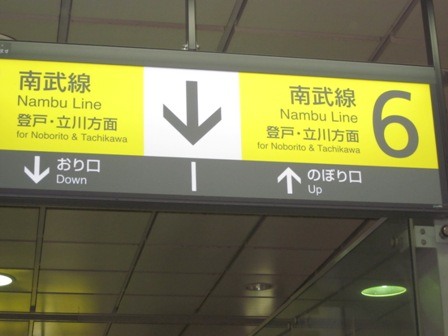 南武線
Nambu Line
登戸・立川方面
for Noborito & Tachikawa
↓
南武線
Nambu Line
登戸・立川方面
for Noborito & Tachikawa
6
↓ おり口
Down
↑ のぼり口
Up